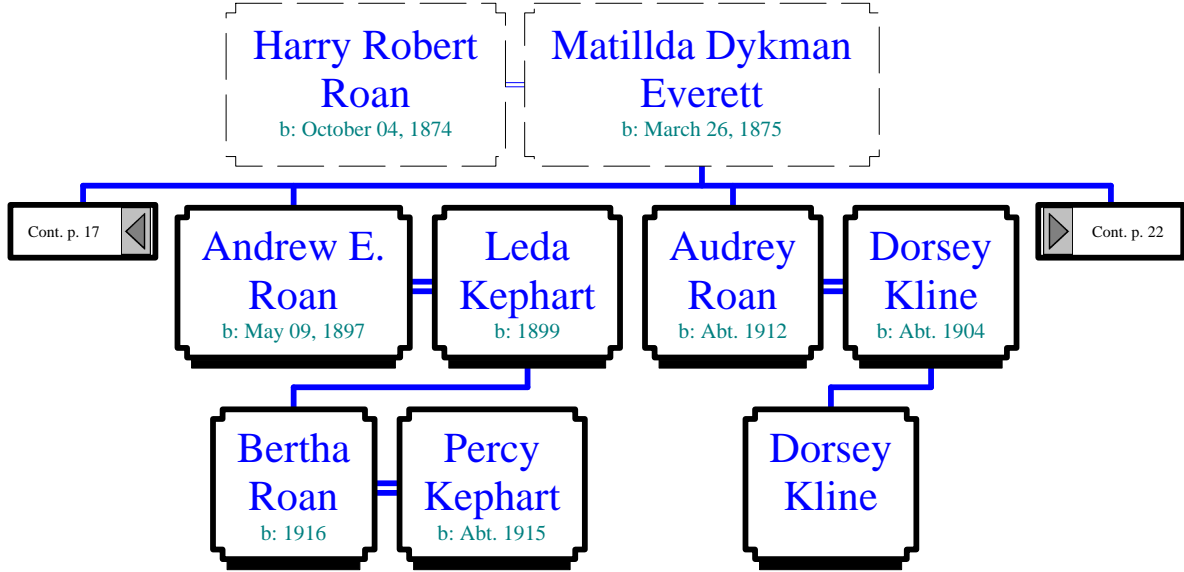 Harry Robert
Roan
b: October 04, 1874
Matillda Dykman
Everett
b: March 26, 1875
Cont. p. 17
Andrew E.
Roan
b: May 09, 1897
Leda
Kephart
b: 1899
Audrey
Roan
b: Abt. 1912
Dorsey
Kline
b: Abt. 1904
Cont. p. 22
Bertha
Roan
b: 1916
Percy
Kephart
b: Abt. 1915
Dorsey
Kline